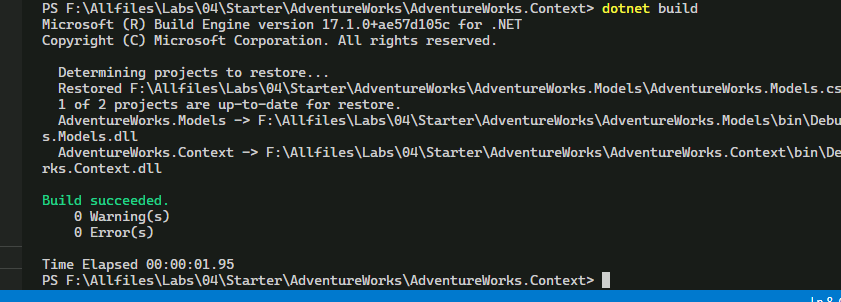 PS F:\Allfiles\Labs\04\Starter\AdventureWorks\AdventureWorks.Context> dotnet build
Microsoft (R) Build Engine version 17.1.0+ae57d105c for .NET
Copyright (C) Microsoft Corporation. All rights reserved.
Determining projects to restore...
Restored F:\Allfiles\Labs\04\Starter\AdventureWorks\AdventureWorks.Models\AdventureWorks.Models.cs
1 of 2 projects are up-to-date for restore.
AdventureWorks.Models -> F:\Allfiles\Labs\04\Starter\AdventureWorks\AdventureWorks.Models\bin\Debu
s.Models.dll
AdventureWorks.Context -> F:\Allfiles\Labs\04\Starter\AdventureWorks\AdventureWorks.Context\bin\De
rks.Context.dll
Build succeeded.
0 Warning(s)
0 Error(s)
Time Elapsed 00:00:01.95
PS F:\Allfiles\Labs\04\Starter\AdventureWorks\AdventureWorks.Context>